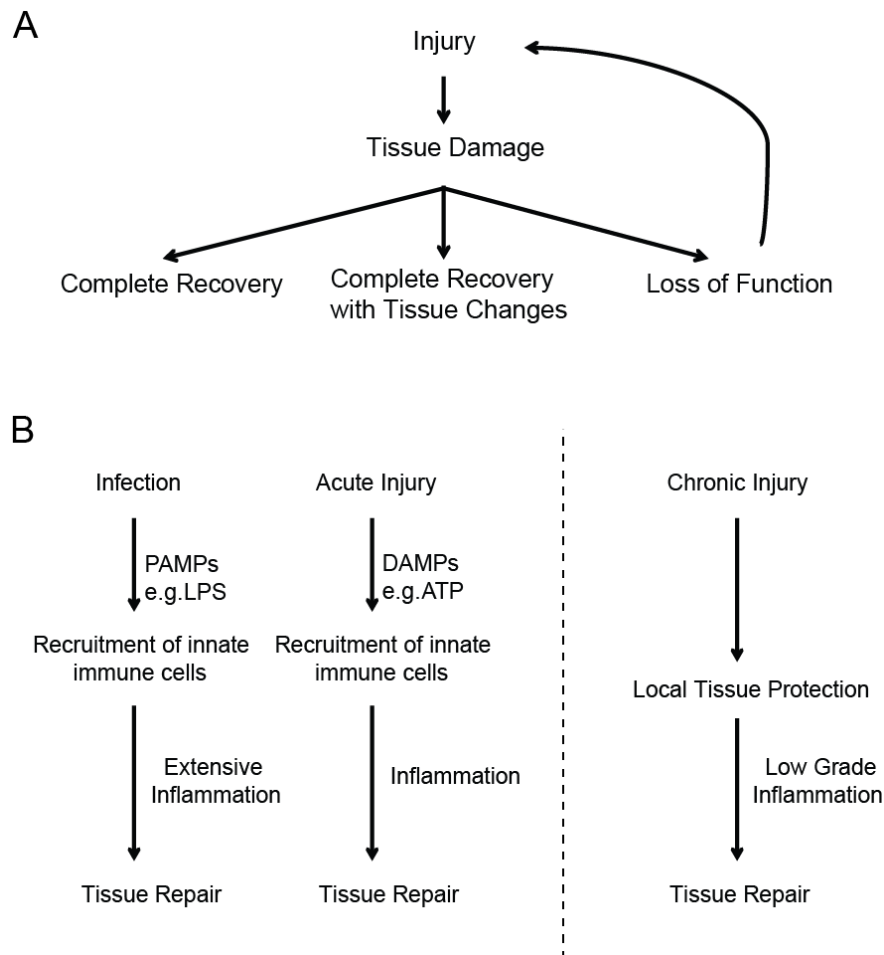 A
Injury
Tissue Damage
Complete Recovery
Complete Recovery
with Tissue Changes
Loss of Function
B
Infection
PAMPs
e.g.LPS
Recruitment of innate
immune cells
Extensive
Inflammation
Tissue Repair
Acute Injury
DAMPs
e.g.ATP
Recruitment of innate
immune cells
Inflammation
Tissue Repair
Chronic Injury
Local Tissue Protection
Low Grade
Inflammation
Tissue Repair